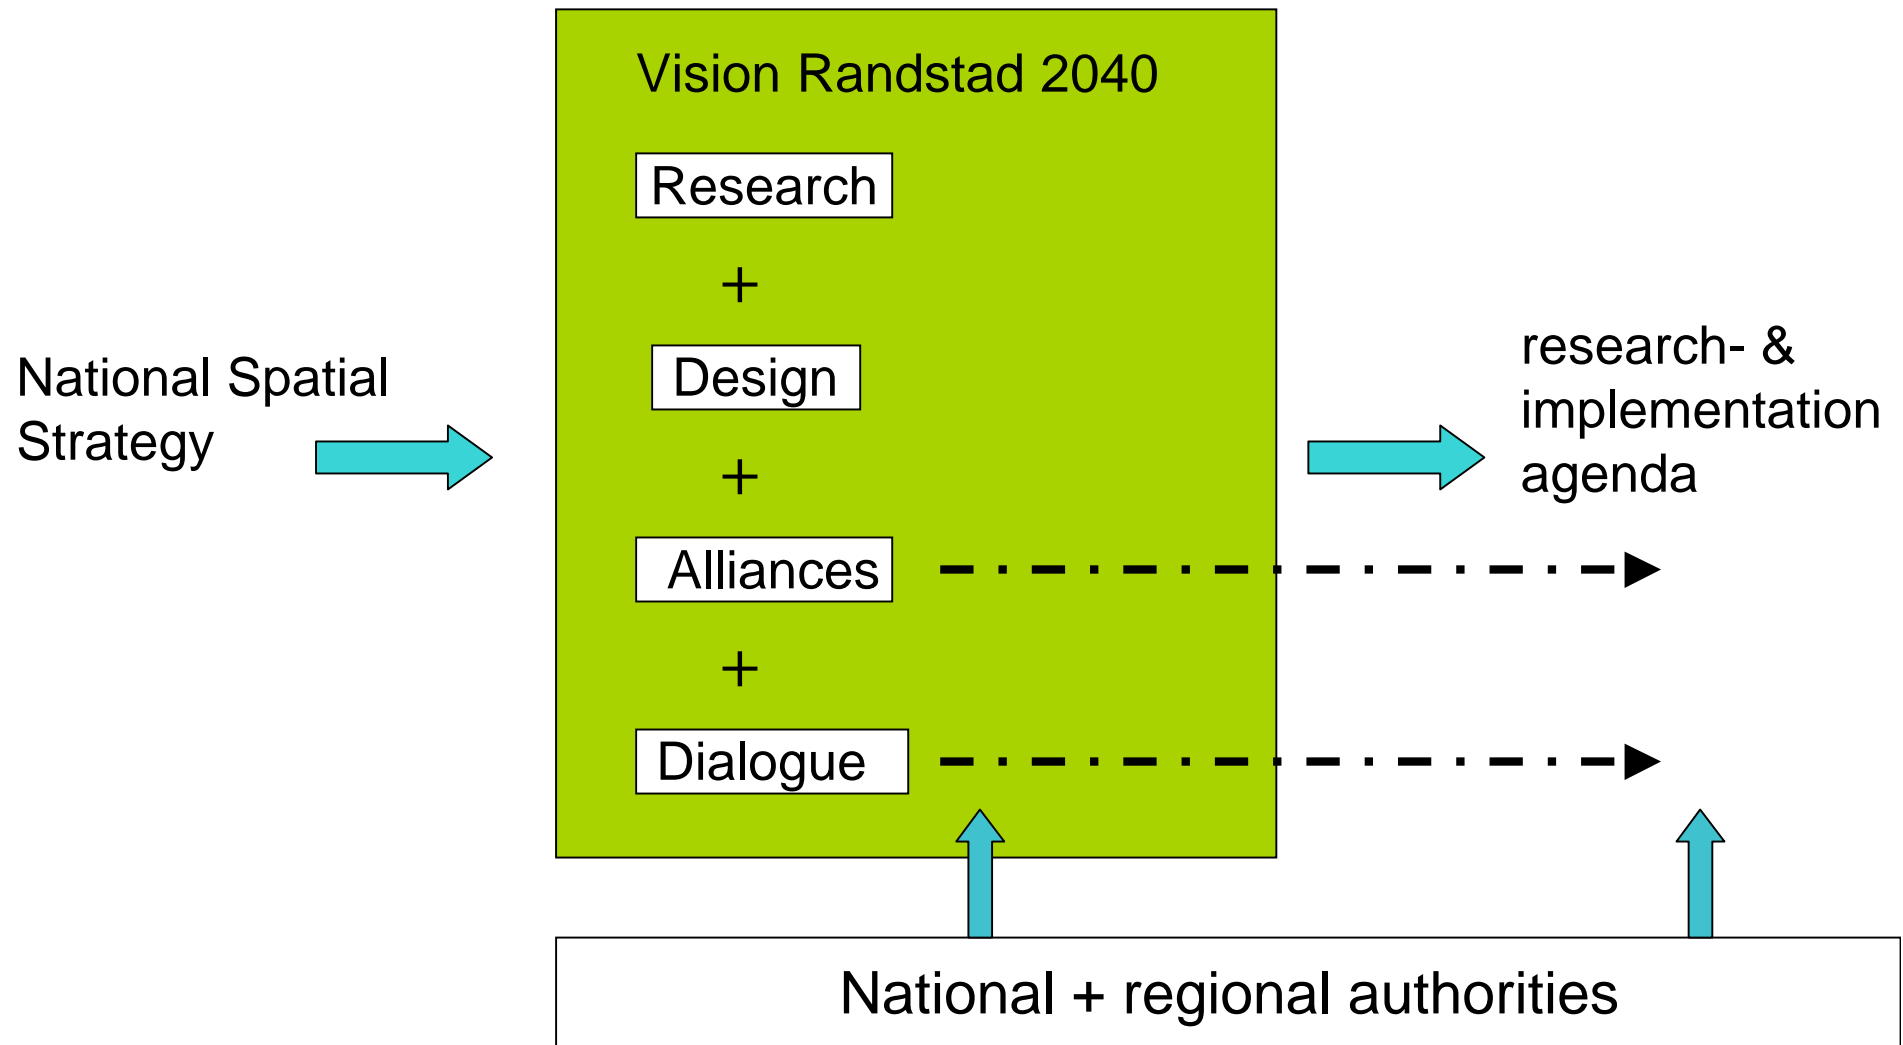 Vision Randstad 2040
Research
+
Design
+
Alliances
+
Dialogue
National Spatial
Strategy
research- &
implementation
agenda
National + regional authorities